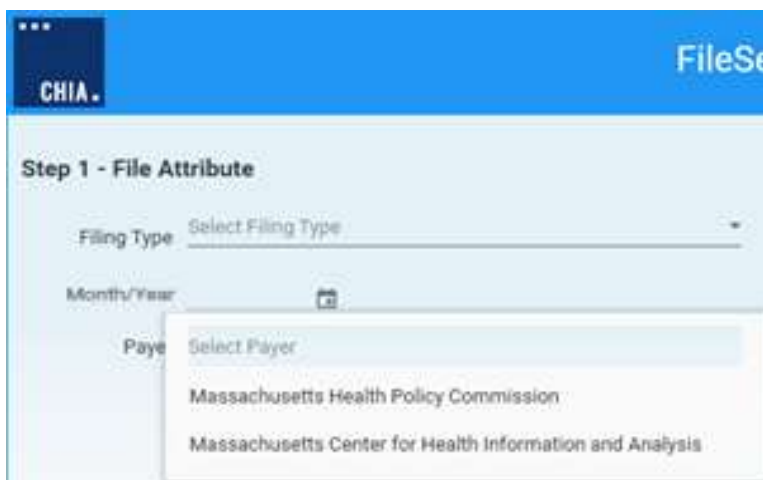 CHIA.
FileSe
Step 1 - File Attribute
Filing Type Select Filing Type
Month/Year
Paye Select Payer
Massachusetts Health Policy Commission
Massachusetts Center for Health Information and Analysis